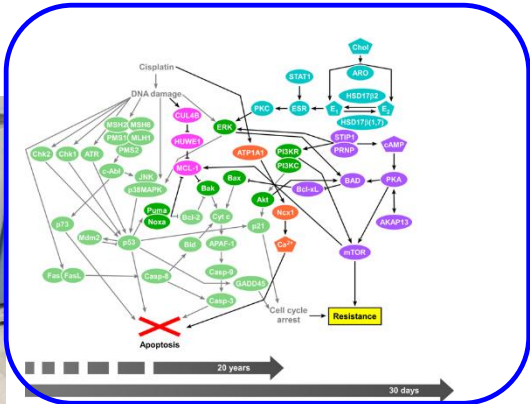 Chol
Cisplatin
ARO
STAT1
HSD17β2
DNA damage
PKC
ESR
E₁
E₂
CUL4B
MSH2
MSH6
HSD17β(1,7)
PMS1
MLH1
ERK
STIP1
HUWE1
PRNP
cAMP
Chk2
Chk1
ATR
PMS2
PI3KR
ATP1A1
PI3KC
c-Abl
MCL-1
JNK
Bax
BAD
PKA
p38MAPK
Bak
Bcl-xL
Akt
Puma
Ncx1
AKAP13
p73
Noxa
Bcl-2
Cyt c
p21
Mdm2
p53
Bid
APAF-1
Ca²⁺
mTOR
Fas
FasL
Casp-8
Casp-9
GADD45
Casp-3
Cell cycle
arrest
Resistance
Apoptosis
20 years
30 days